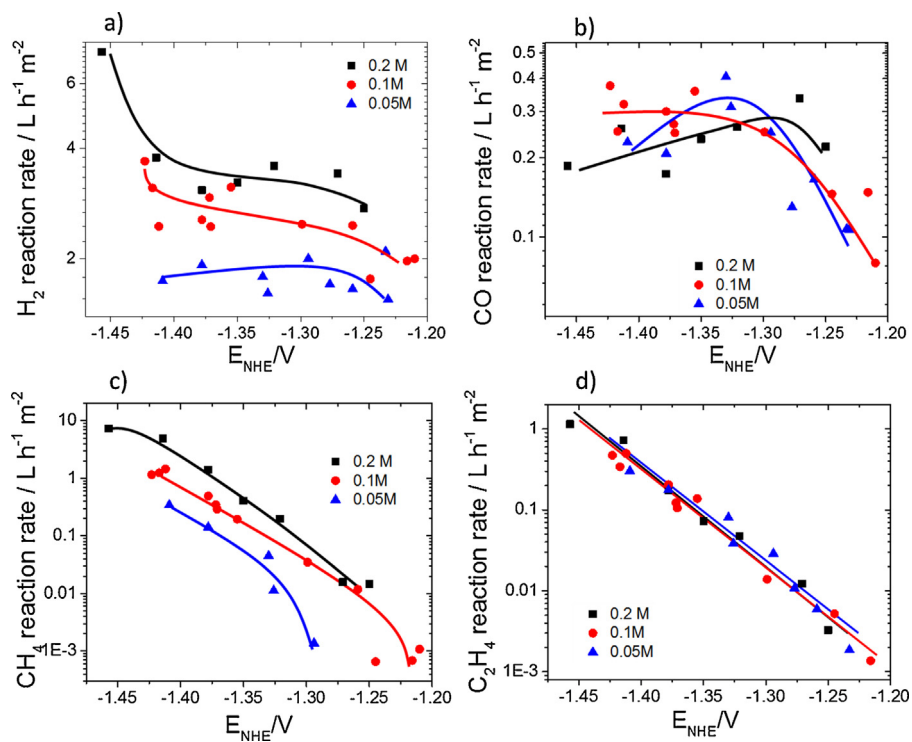 a)
H2 reaction rate / L h-1 m-2
6
4
2
0.2 M
0.1M
0.05M
-1.45 -1.40 -1.35 -1.30 -1.25 -1.20
ENHE/V
b)
CO reaction rate / L h-1 m-2
0.5
0.4
0.3
0.2
0.1
0.2 M
0.1M
0.05M
-1.45 -1.40 -1.35 -1.30 -1.25 -1.20
ENHE/V
c)
CH4 reaction rate / L h-1 m-2
10
1
0.1
0.01
1E-3
0.2 M
0.1M
0.05M
-1.45 -1.40 -1.35 -1.30 -1.25 -1.20
ENHE/V
d)
C2H4 reaction rate / L h-1 m-2
1
0.1
0.01
1E-3
0.2 M
0.1M
0.05M
-1.45 -1.40 -1.35 -1.30 -1.25 -1.20
ENHE/V